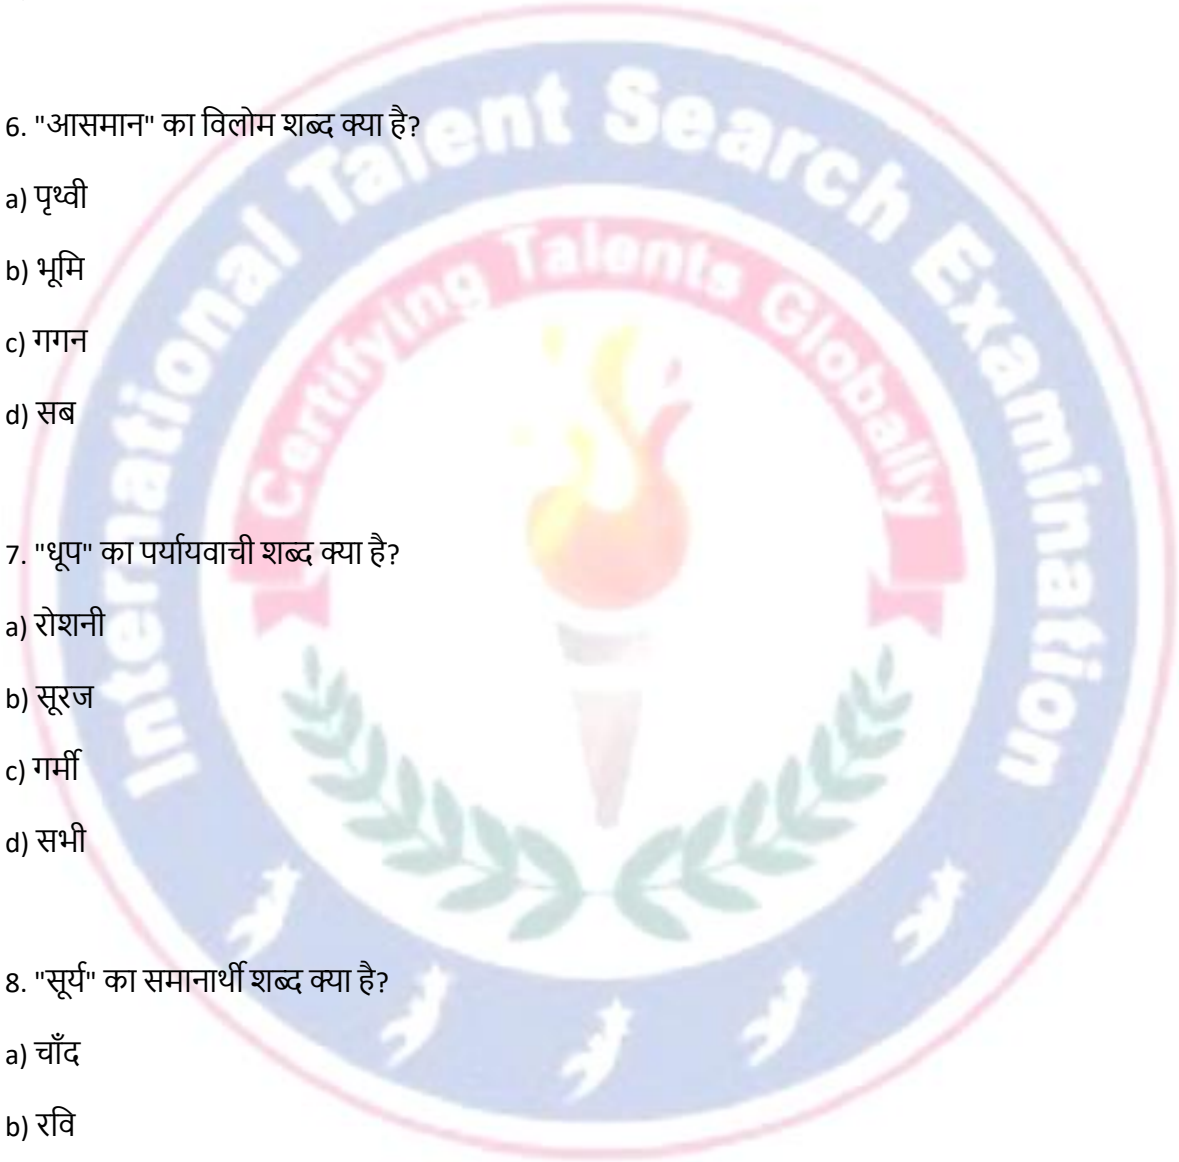 International Talent Search Examination
Certifying Talents Globally
6. "आसमान" का विलोम शब्द क्या है?
a) पृथ्वी
b) भूमि
c) गगन
d) सब
7. "धूप" का पर्यायवाची शब्द क्या है?
a) रोशनी
b) सूरज
c) गर्मी
d) सभी
8. "सूर्य" का समानार्थी शब्द क्या है?
a) चाँद
b) रवि